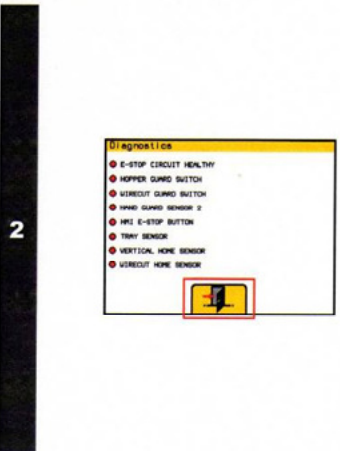 Diagnostics
E-STOP CIRCUIT HEALTHY
HOPPER GUARD SWITCH
WIRECUT GUARD SWITCH
HAND GUARD SENSOR 2
HMI E-STOP BUTTON
TRAY SENSOR
2
VERTICAL HOME SENSOR
WIRECUT HOME SENSOR